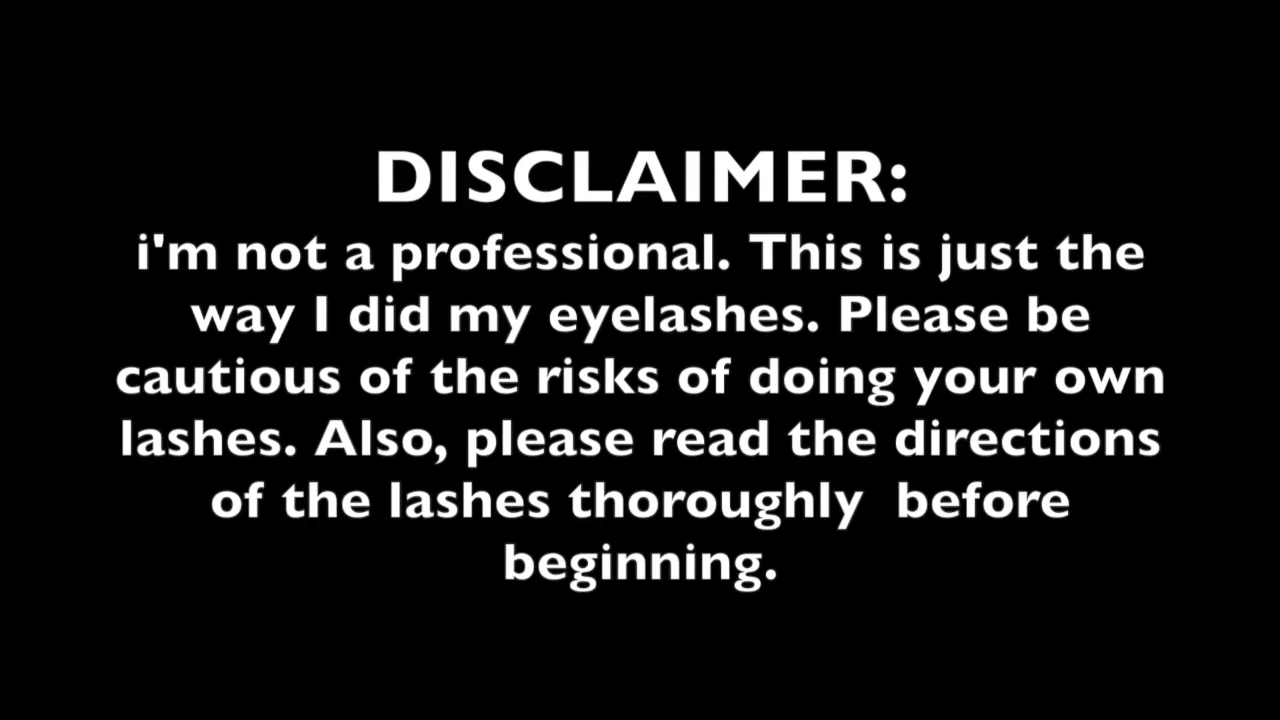 DISCLAIMER:
i'm not a professional. This is just the
way I did my eyelashes. Please be
cautious of the risks of doing your own
lashes. Also, please read the directions
of the lashes thoroughly  before
beginning.